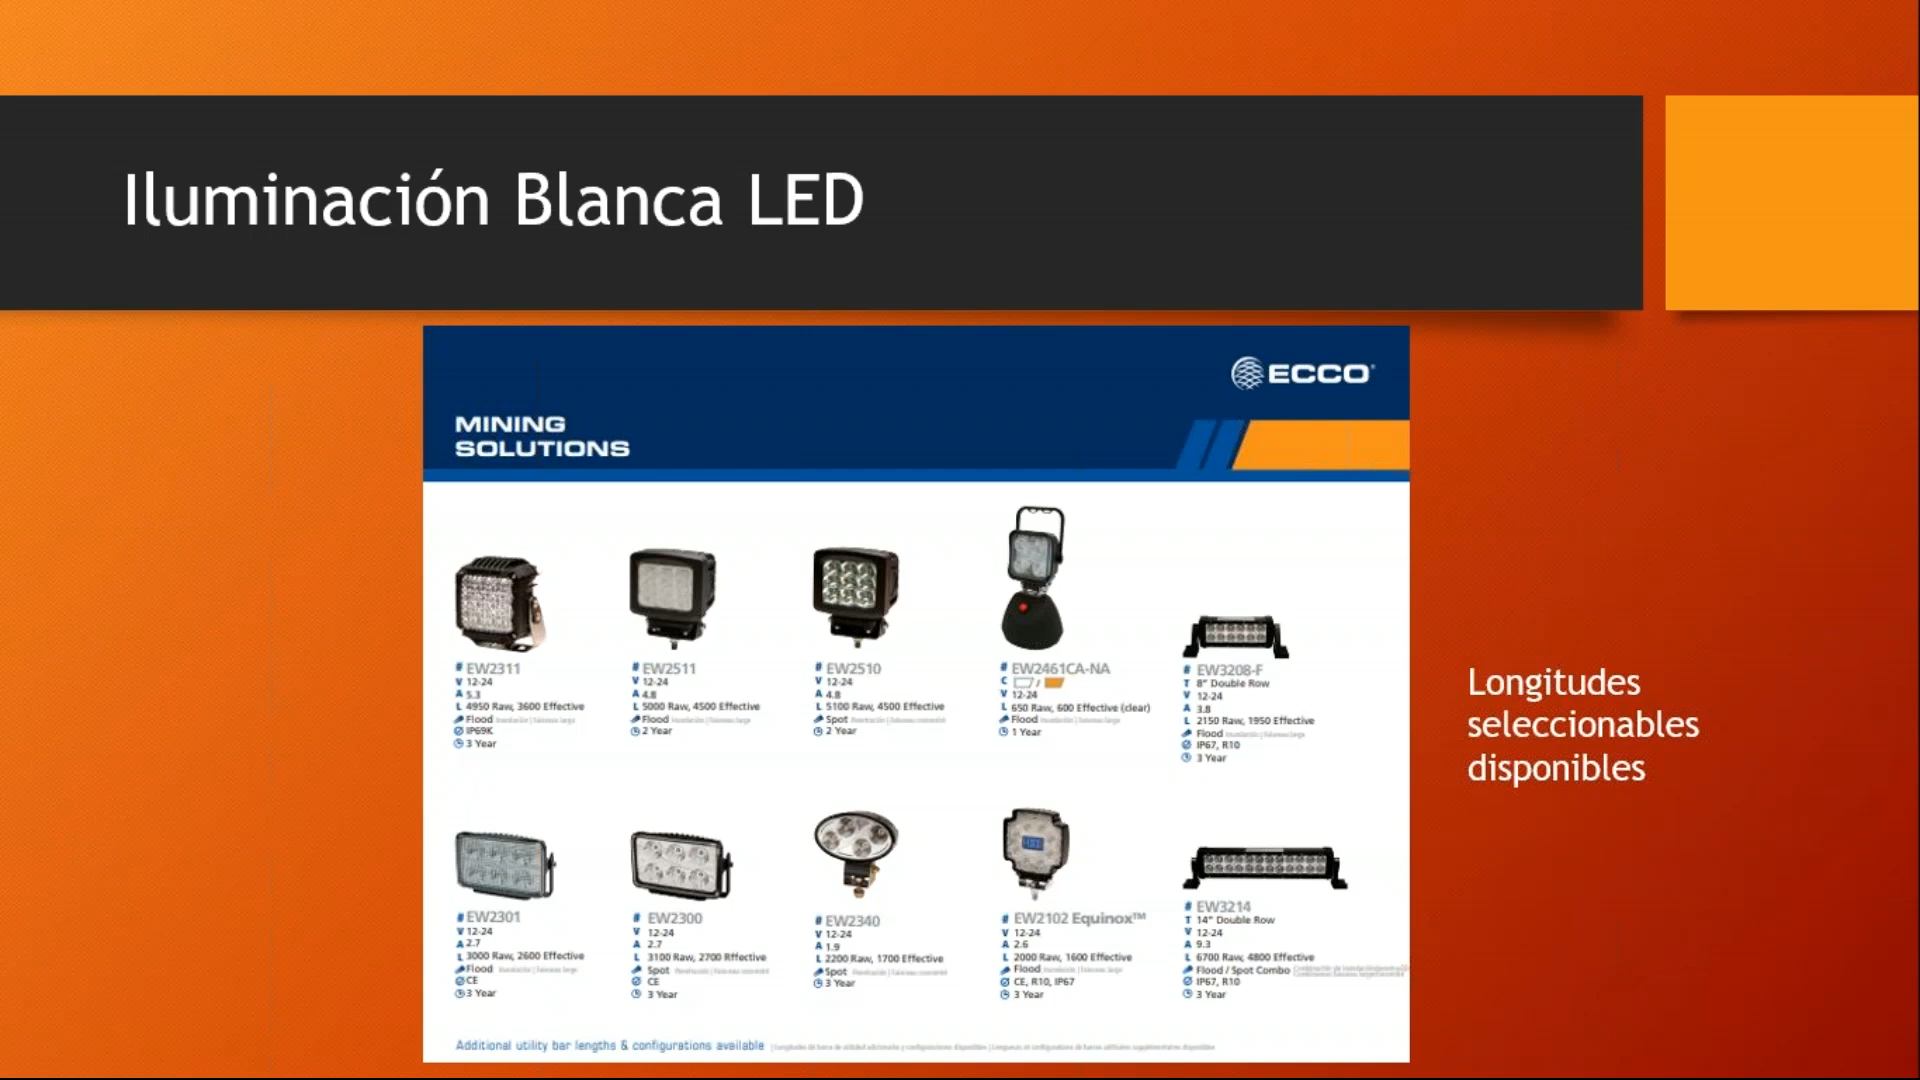 Iluminación Blanca LED
ECCO
MINING
SOLUTIONS
# EW2311
V 12-24
A 5.3
L 4950 Raw, 3600 Effective
Flood
IP69K
3 Year
# EW2511
V 12-24
A 4.8
L 5000 Raw, 4500 Effective
Flood
2 Year
# EW2510
V 12-24
A 4.8
L 5100 Raw, 4500 Effective
Spot
2 Year
# EW2461CA-NA
C /
V 12-24
L 650 Raw, 600 Effective (clear)
Flood
1 Year
# EW3208-F
T 8" Double Row
V 12-24
A 3.8
L 2150 Raw, 1950 Effective
Flood
IP67, R10
3 Year
Longitudes
seleccionables
disponibles
# EW2301
V 12-24
A 2.7
L 3000 Raw, 2600 Effective
Flood
CE
3 Year
# EW2300
V 12-24
A 2.7
L 3100 Raw, 2700 Rffective
Spot
CE
3 Year
# EW2340
V 12-24
A 1.9
L 2200 Raw, 1700 Effective
Spot
3 Year
# EW2102 Equinox™
V 12-24
A 2.6
L 2000 Raw, 1600 Effective
Flood
CE, R10, IP67
3 Year
# EW3214
T 14" Double Row
V 12-24
A 9.3
L 6700 Raw, 4800 Effective
Flood / Spot Combo
IP67, R10
3 Year
Additional utility bar lengths & configurations available